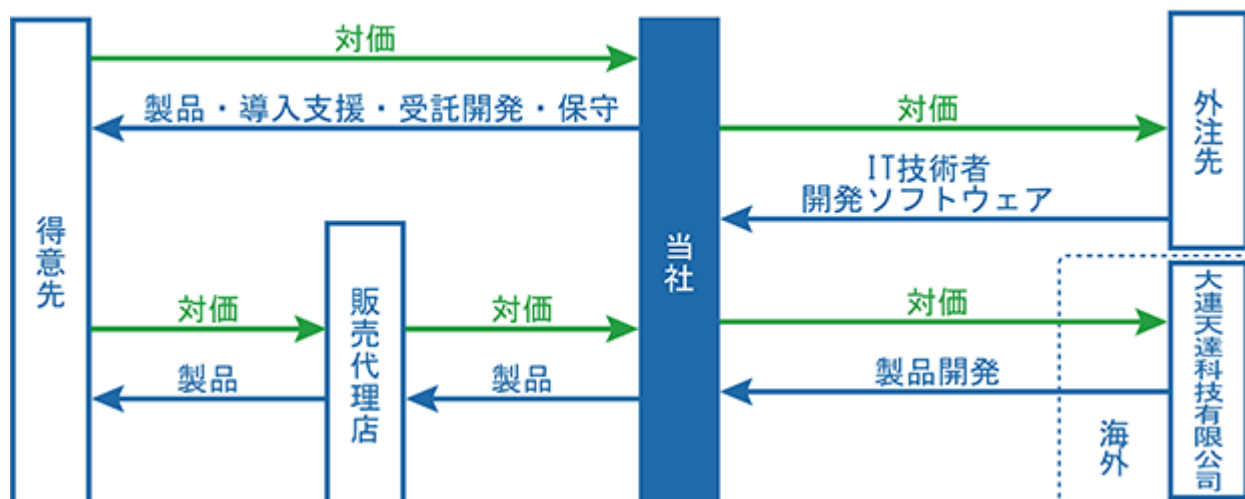 対価
製品・導入支援・受託開発・保守
得意先
対価
製品
販売代理店
対価
製品
当社
対価
IT技術者
開発ソフトウェア
外注先
対価
製品開発
海外
大連天達科技有限公司